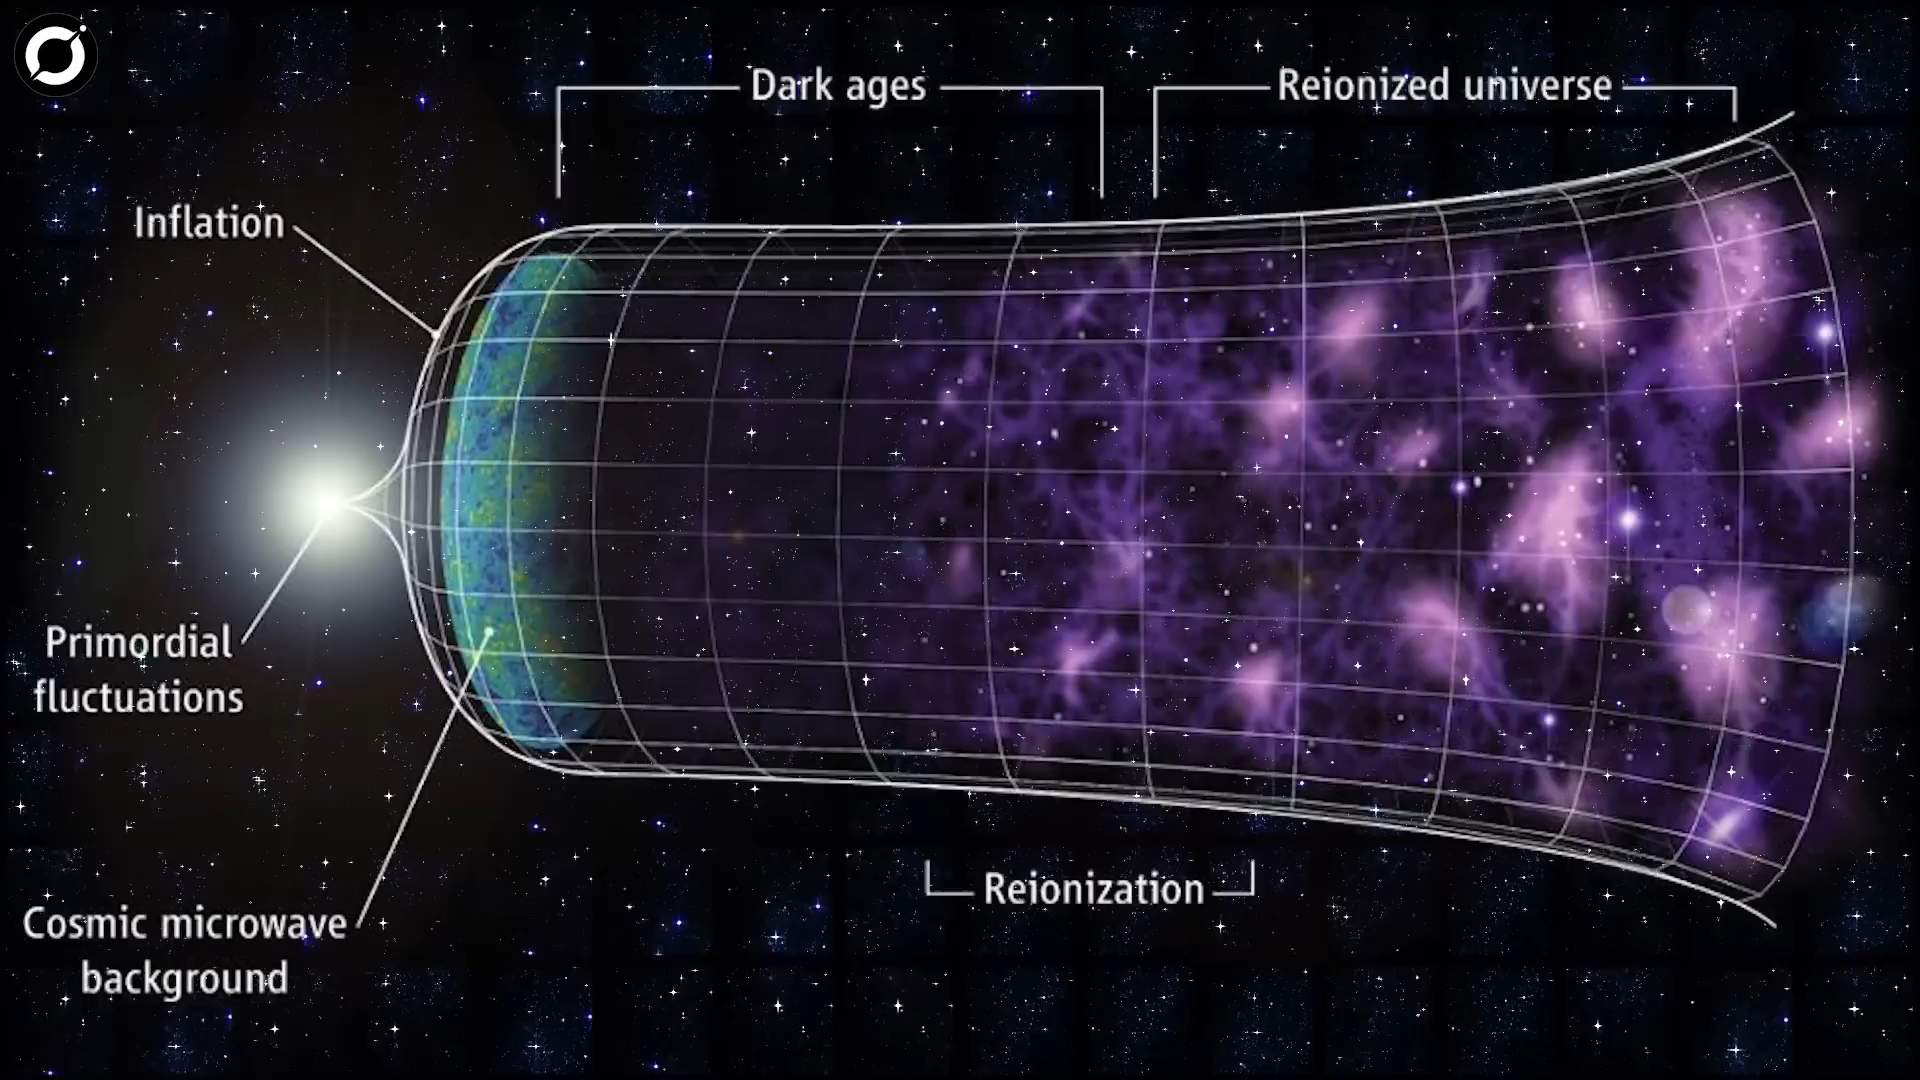 Dark ages
Reionized universe
Inflation
Primordial
fluctuations
Reionization
Cosmic microwave
background